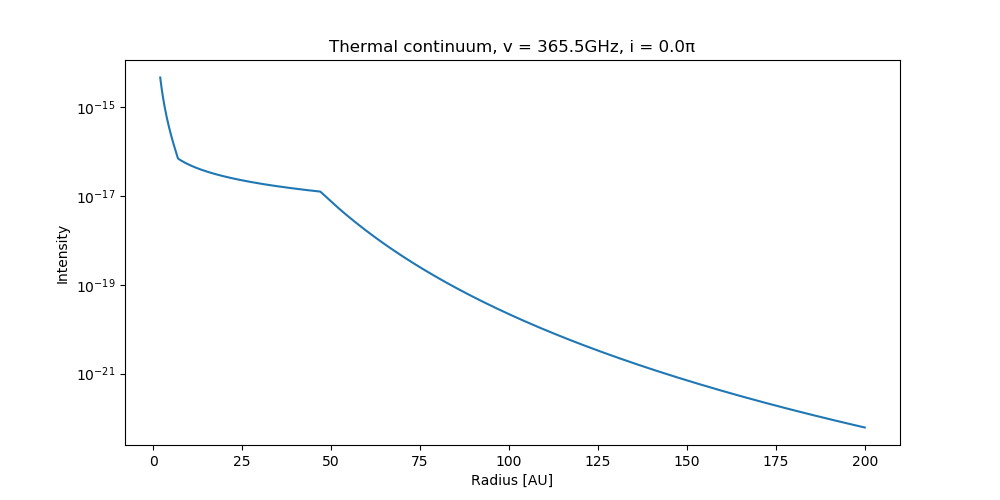 Thermal continuum, v = 365.5GHz, i = 0.0π
10⁻¹⁵
10⁻¹⁷
10⁻¹⁹
10⁻²¹
Intensity
0 25 50 75 100 125 150 175 200
Radius [AU]